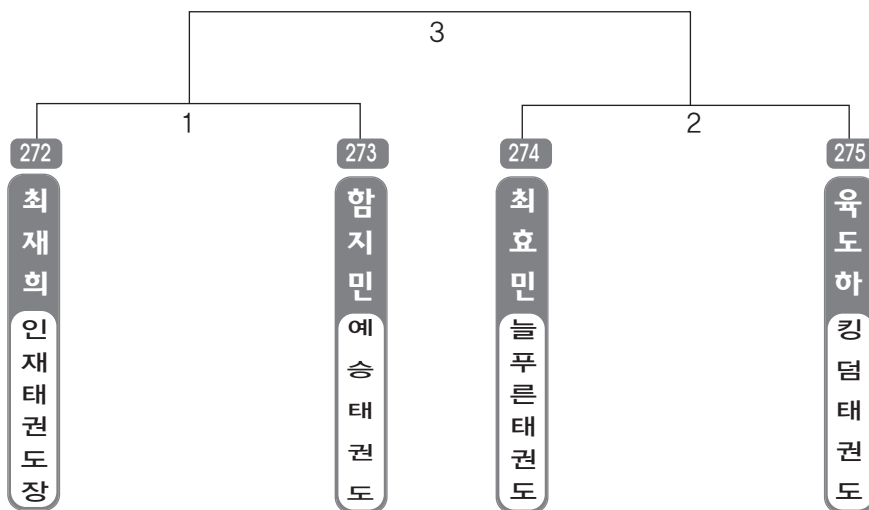 3
1
2
272
273
274
275
최재희
함지민
최효민
육도하
인재태권도장
예승태권도
늘푸른태권도
킹덤태권도